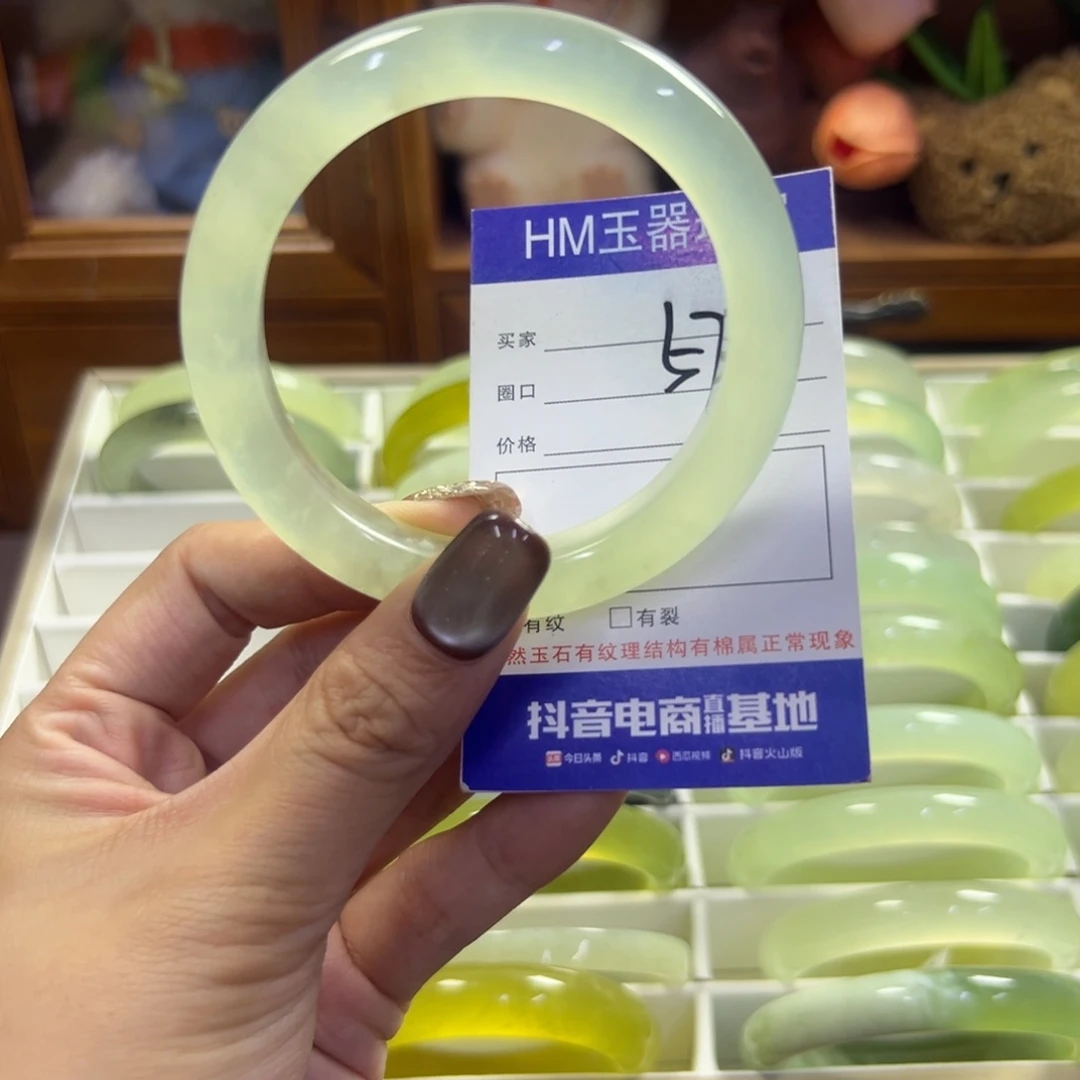 HM玉器
买家
圈口
价格
有纹 □有裂
然玉石有纹理结构有棉属正常现象
抖音电商直播基地
今日头条 抖音 西瓜视频 抖音火山版